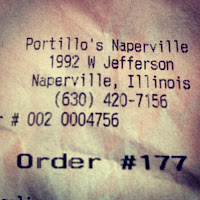 Portillo's Naperville
1992 W Jefferson
Naperville, Illinois
(630) 420-7156
# 002 0004756
Order #177